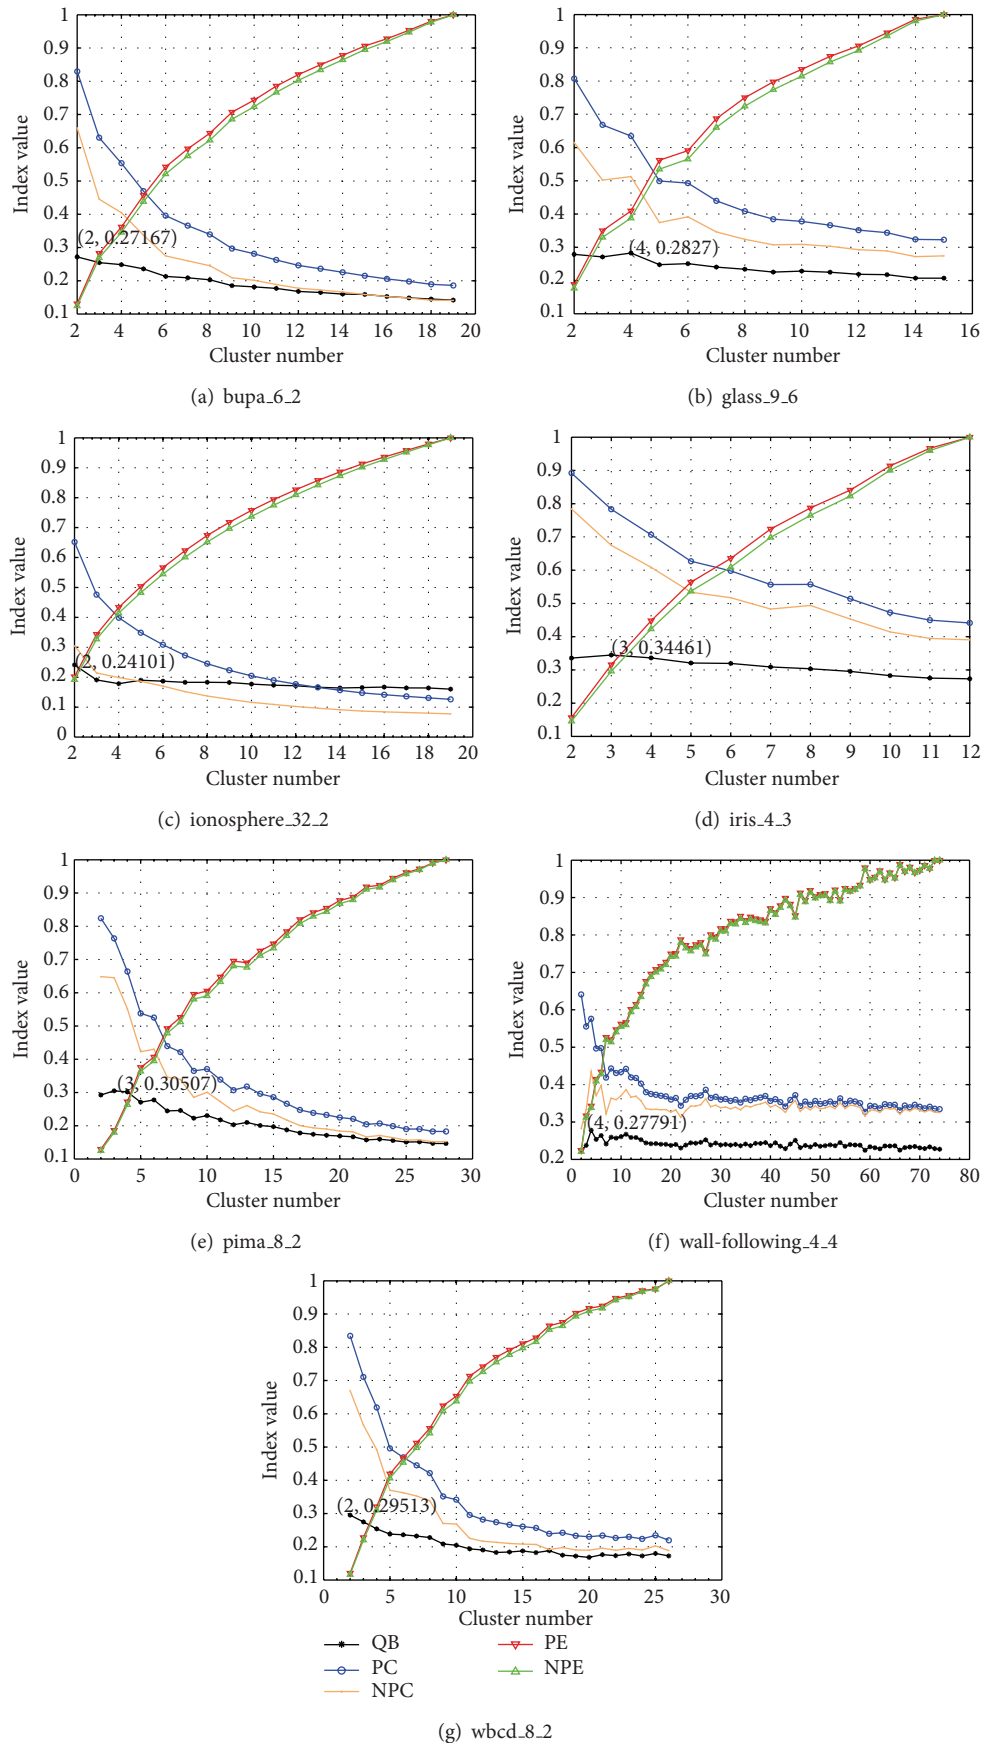 1
0.9
0.8
0.7
0.6
0.5
0.4
0.3
0.2
0.1
Index value
(2, 0.27167)
2 4 6 8 10 12 14 16 18 20
Cluster number
(a) bupa_6_2
1
0.9
0.8
0.7
0.6
0.5
0.4
0.3
0.2
0.1
Index value
(4, 0.2827)
2 4 6 8 10 12 14 16
Cluster number
(b) glass_9_6
1
0.9
0.8
0.7
0.6
0.5
0.4
0.3
0.2
0.1
0
Index value
(2, 0.24101)
2 4 6 8 10 12 14 16 18 20
Cluster number
(c) ionosphere_32_2
1
0.9
0.8
0.7
0.6
0.5
0.4
0.3
0.2
0.1
Index value
(3, 0.34461)
2 3 4 5 6 7 8 9 10 11 12
Cluster number
(d) iris_4_3
1
0.9
0.8
0.7
0.6
0.5
0.4
0.3
0.2
0.1
Index value
(3, 0.30507)
0 5 10 15 20 25 30
Cluster number
(e) pima_8_2
1
0.9
0.8
0.7
0.6
0.5
0.4
0.3
0.2
Index value
(4, 0.27791)
0 10 20 30 40 50 60 70 80
Cluster number
(f) wall-following_4_4
1
0.9
0.8
0.7
0.6
0.5
0.4
0.3
0.2
0.1
Index value
(2, 0.29513)
0 5 10 15 20 25 30
Cluster number
QB
PC
NPC
PE
NPE
(g) wbcd_8_2